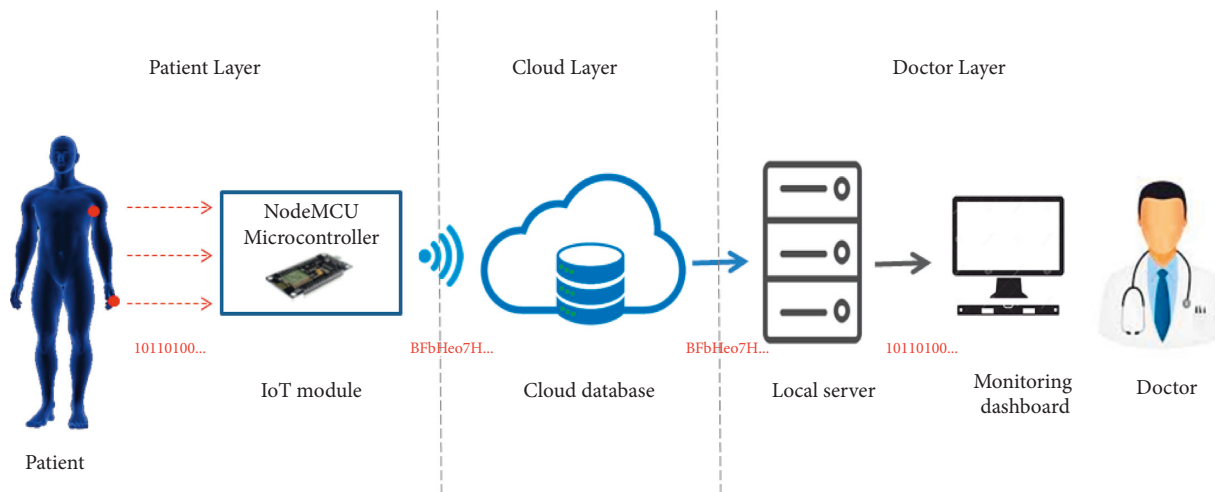 Patient Layer
Cloud Layer
Doctor Layer
NodeMCU
Microcontroller
10110100...
BFbHeo7H...
BFbHeo7H...
10110100...
IoT module
Cloud database
Local server
Monitoring
dashboard
Doctor
Patient